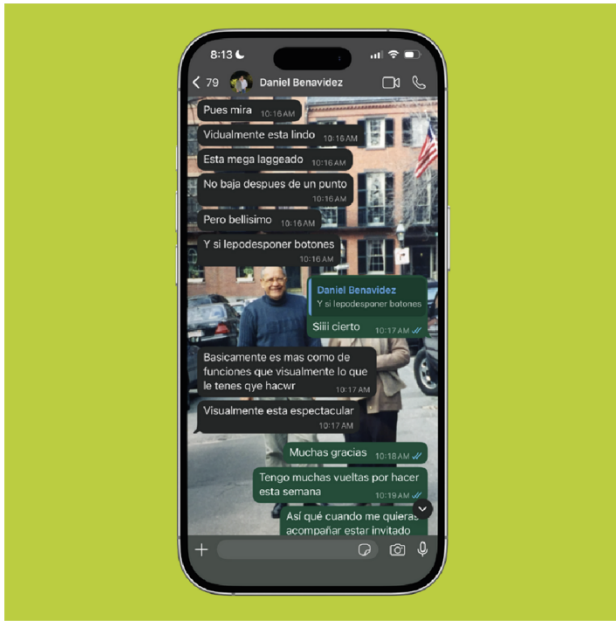 8:13
79 Daniel Benavidez
Pues mira 10:16 AM
Vidualmente esta lindo 10:16 AM
Esta mega laggeado 10:16 AM
No baja despues de un punto
10:16 AM
Pero bellisimo 10:16 AM
Y si lepodesponer botones
10:16 AM
Daniel Benavidez
Y si lepodesponer botones
Siiii cierto 10:17 AM
Basicamente es mas como de
funciones que visualmente lo que
le tenes qye hacwr 10:17 AM
Visualmente esta espectacular
10:17 AM
Muchas gracias 10:18 AM
Tengo muchas vueltas por hacer
esta semana 10:19 AM
Así qué cuando me quieras
acompañar estar invitado